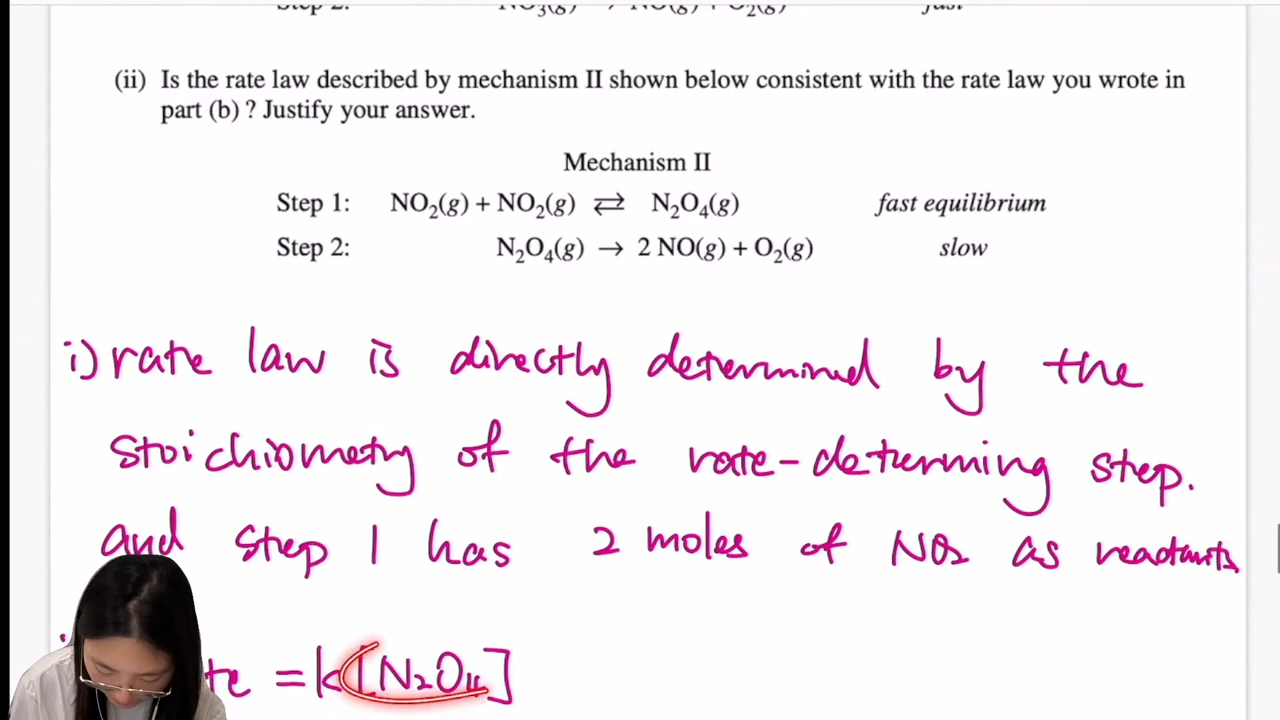 (ii) Is the rate law described by mechanism II shown below consistent with the rate law you wrote in
part (b) ? Justify your answer.
Mechanism II
Step 1: NO₂(g) + NO₂(g) ⇄ N₂O₄(g) fast equilibrium
Step 2: N₂O₄(g) → 2 NO(g) + O₂(g) slow
i) rate law is directly determined by the
stoichiometry of the rate-determining step.
and step 1 has 2 moles of NO₂ as reactants
= k[N₂O₄]